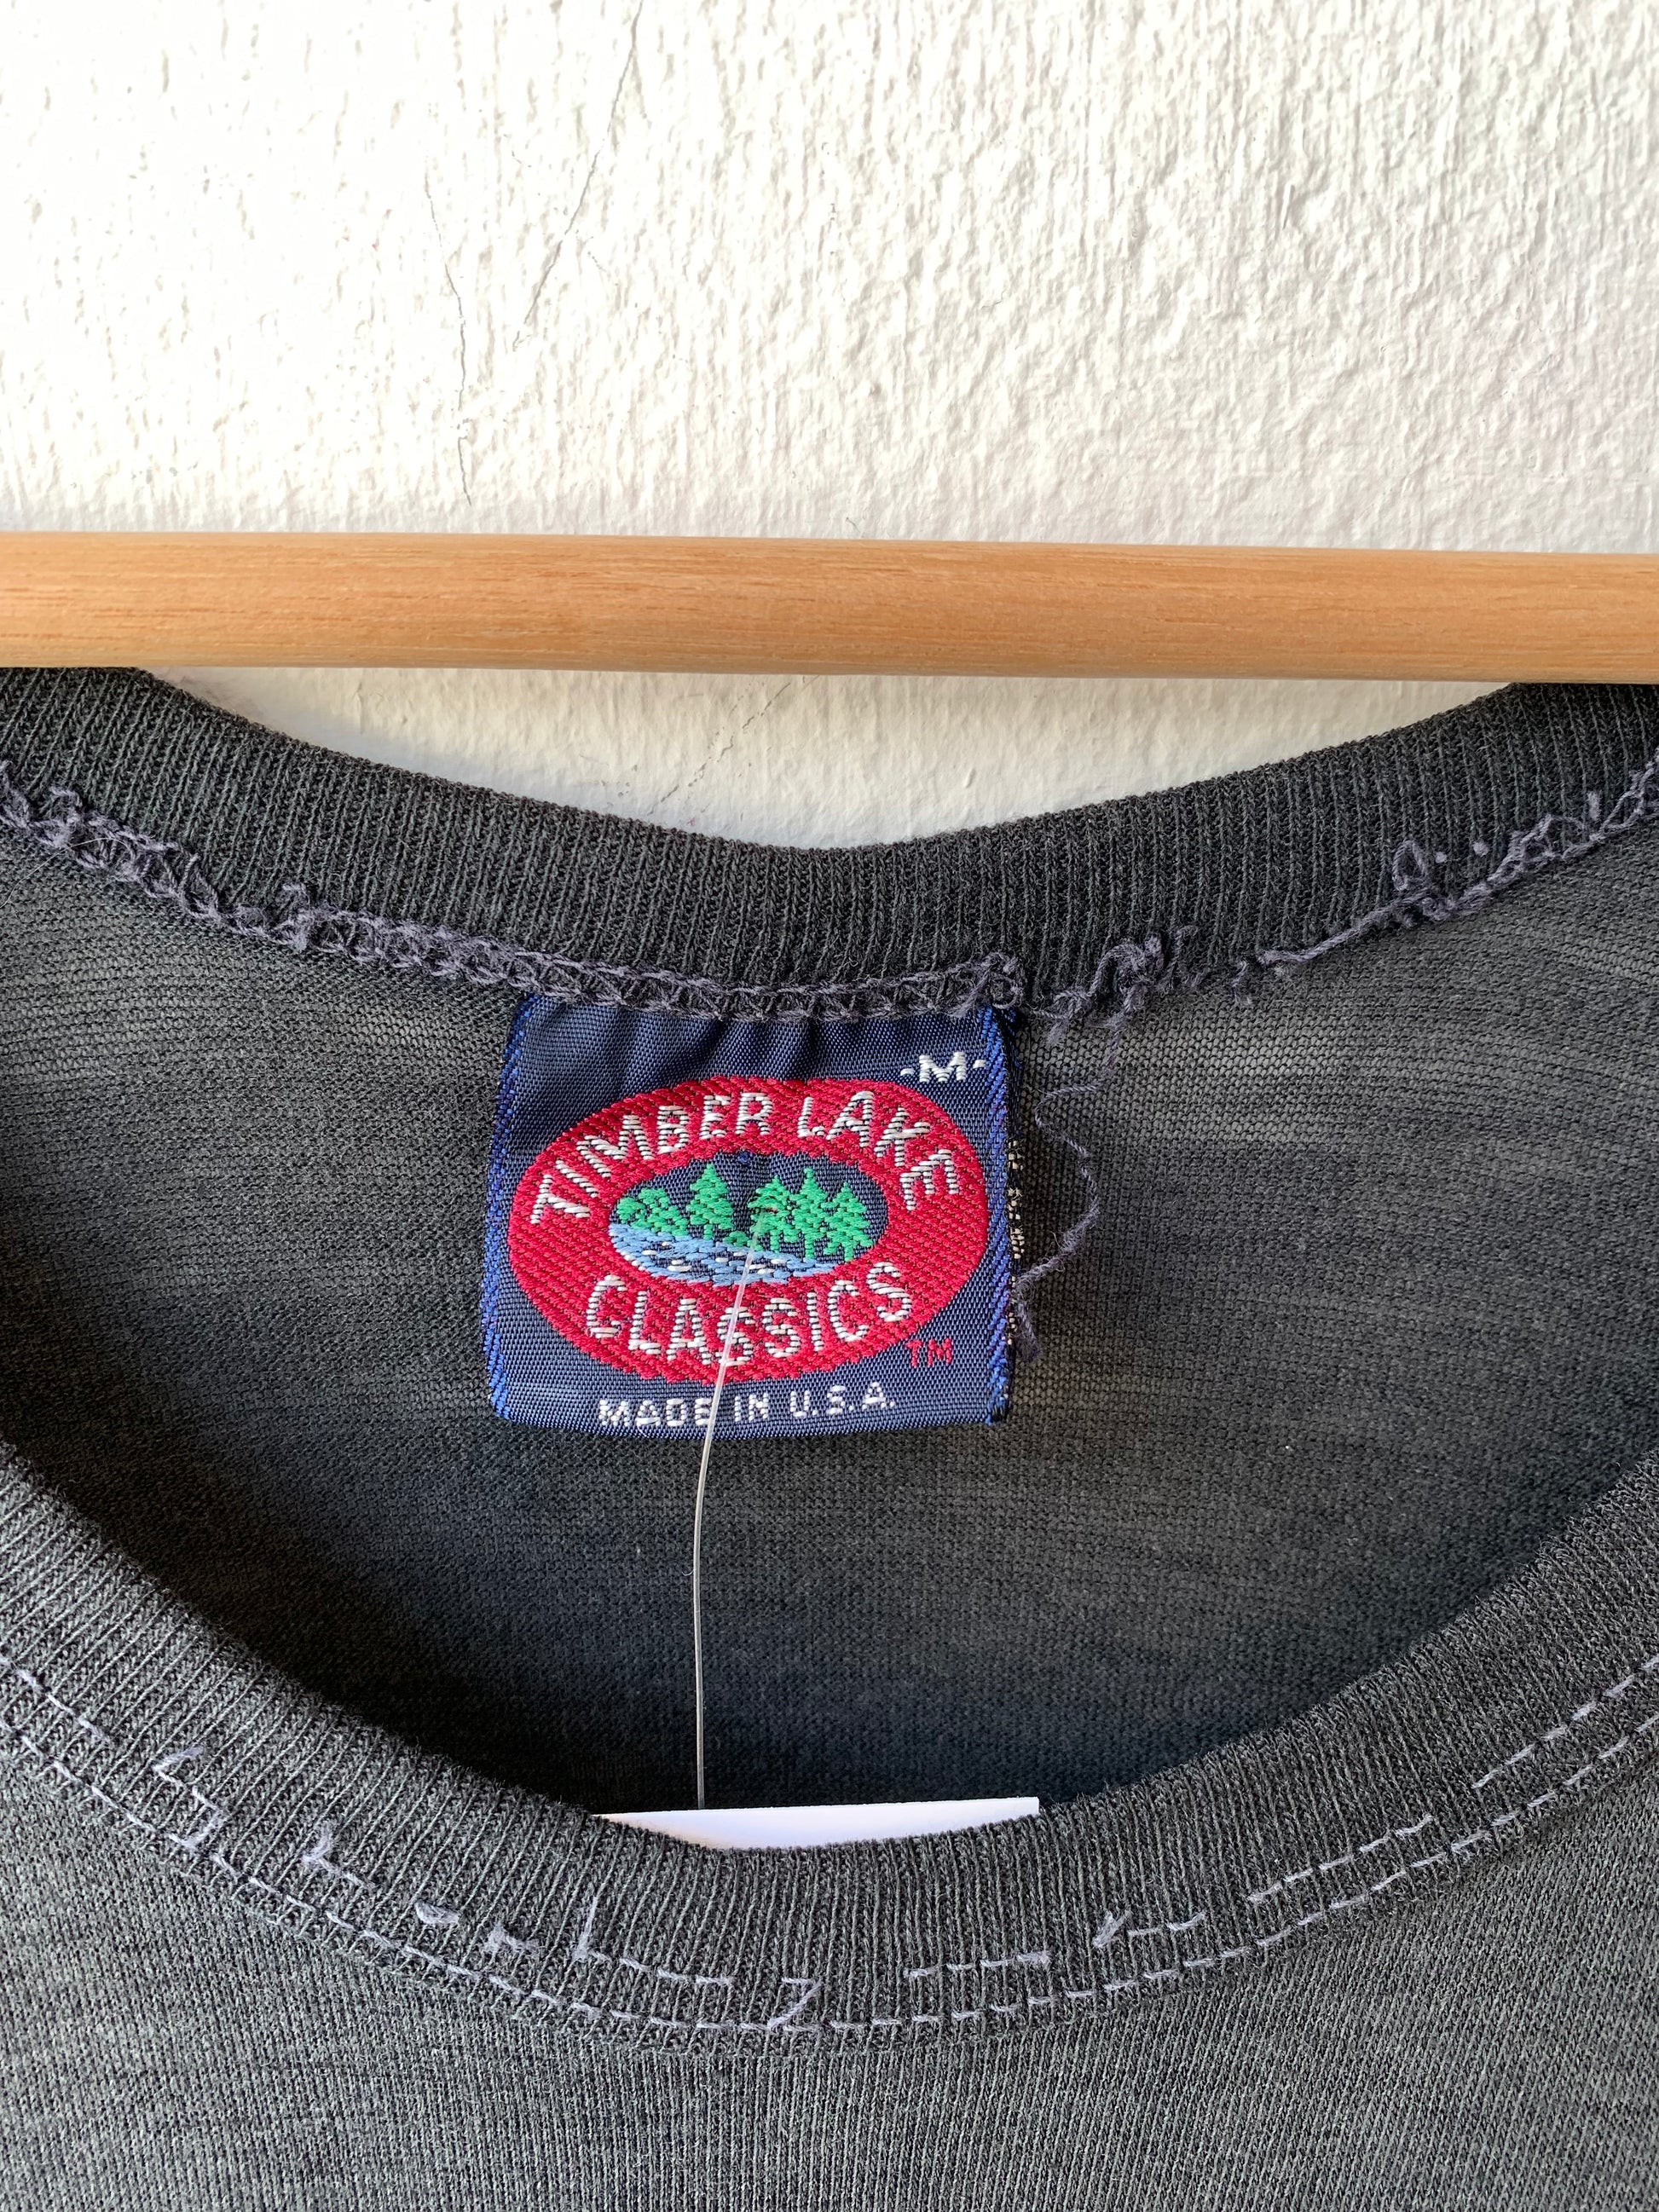 -M-
TIMBER LAKE
CLASSICS
TM
MADE IN U.S.A.